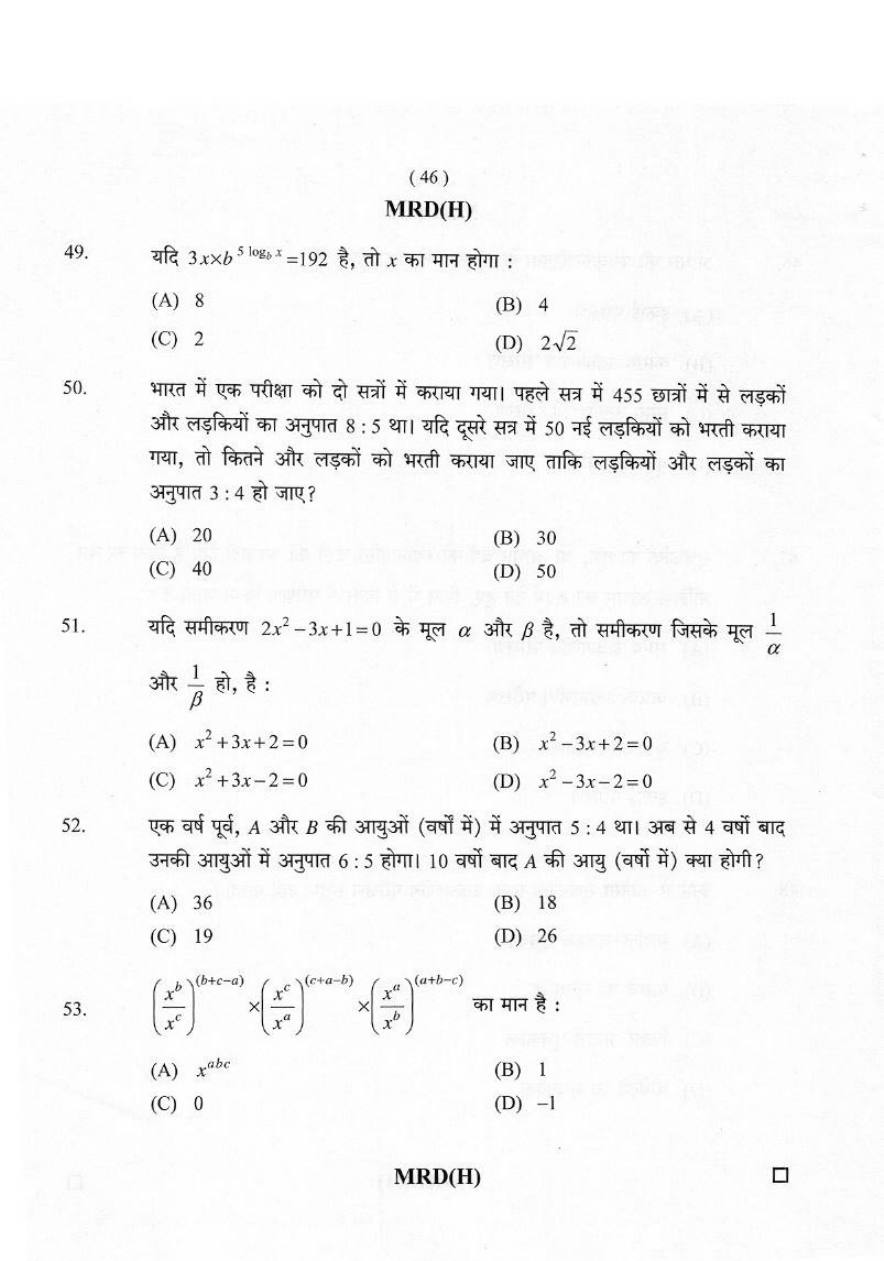 ( 46 )
MRD(H)
49. यदि 3x×b^(5 log_b x) =192 है, तो x का मान होगा :
(A) 8 (B) 4
(C) 2 (D) 2√2
50. भारत में एक परीक्षा को दो सत्रों में कराया गया। पहले सत्र में 455 छात्रों में से लड़कों
और लड़कियों का अनुपात 8 : 5 था। यदि दूसरे सत्र में 50 नई लड़कियों को भरती कराया
गया, तो कितने और लड़कों को भरती कराया जाए ताकि लड़कियों और लड़कों का
अनुपात 3 : 4 हो जाए?
(A) 20 (B) 30
(C) 40 (D) 50
51. यदि समीकरण 2x²−3x+1=0 के मूल α और β है, तो समीकरण जिसके मूल 1/α
और 1/β हो, है :
(A) x²+3x+2=0 (B) x²−3x+2=0
(C) x²+3x−2=0 (D) x²−3x−2=0
52. एक वर्ष पूर्व, A और B की आयुओं (वर्षों में) में अनुपात 5 : 4 था। अब से 4 वर्षो बाद
उनकी आयुओं में अनुपात 6 : 5 होगा। 10 वर्षो बाद A की आयु (वर्षो में) क्या होगी?
(A) 36 (B) 18
(C) 19 (D) 26
53. (x^b/x^c)^(b+c−a) × (x^c/x^a)^(c+a−b) × (x^a/x^b)^(a+b−c) का मान है :
(A) x^abc (B) 1
(C) 0 (D) −1
MRD(H)